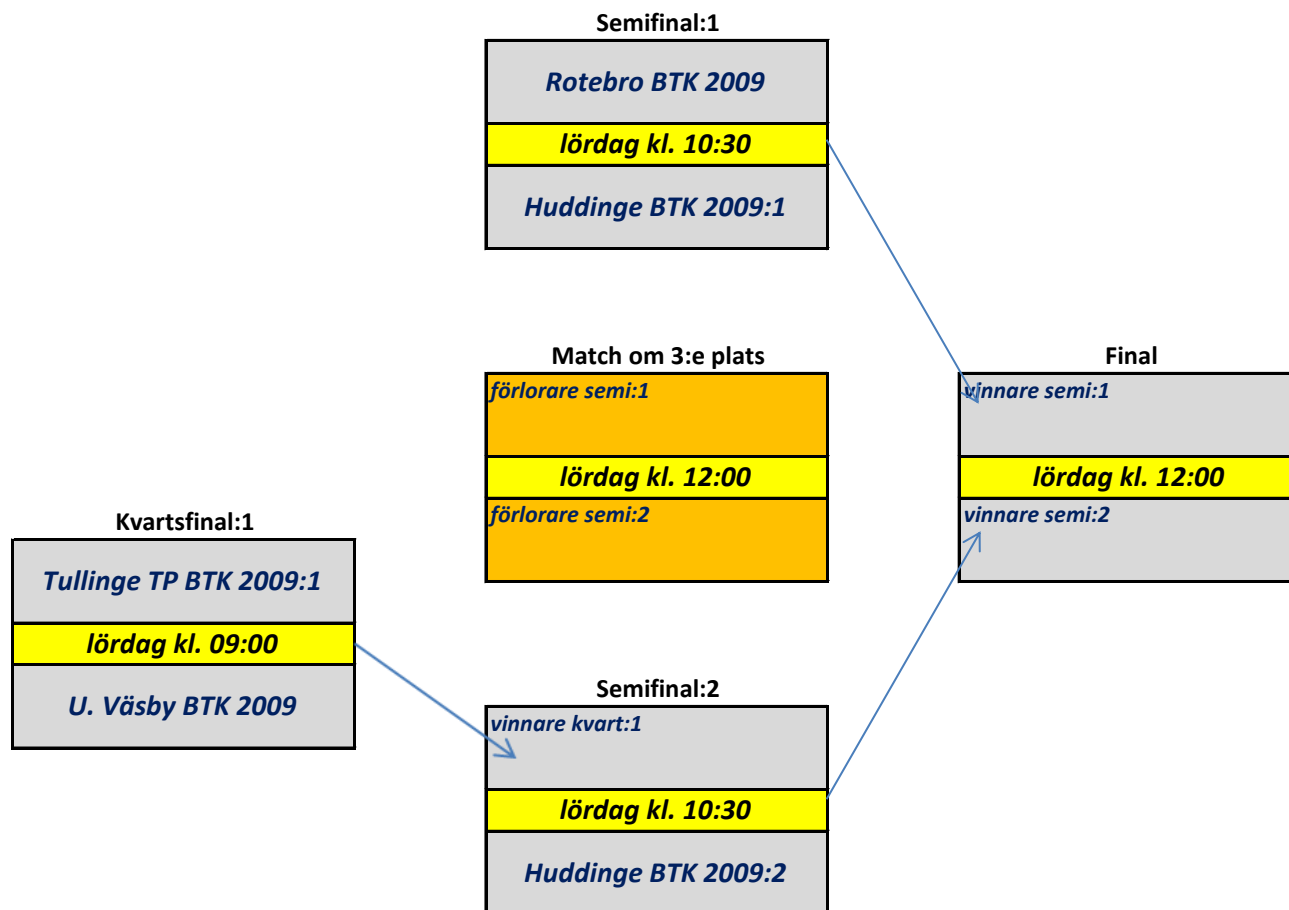 Semifinal:1
Rotebro BTK 2009
lördag kl. 10:30
Huddinge BTK 2009:1
Match om 3:e plats
förlorare semi:1
lördag kl. 12:00
förlorare semi:2
Final
vinnare semi:1
lördag kl. 12:00
vinnare semi:2
Kvartsfinal:1
Tullinge TP BTK 2009:1
lördag kl. 09:00
U. Väsby BTK 2009
Semifinal:2
vinnare kvart:1
lördag kl. 10:30
Huddinge BTK 2009:2